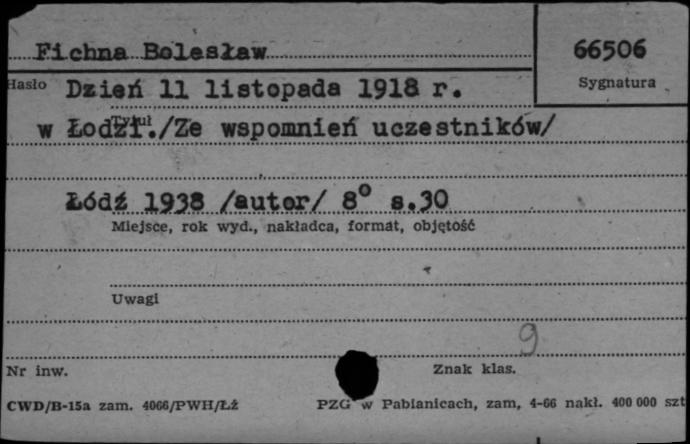 Fichna Bolesław
66506
Hasło
Sygnatura
Dzień 11 listopada 1918 r.
Tytuł
w Łodzi./Ze wspomnień uczestników/
Łódź 1938 /autor/ 8° s.30
Miejsce, rok wyd., nakładca, format, objętość
Uwagi
9
Nr inw.
Znak klas.
CWD/B-15a zam. 4066/PWH/Łż
PZG w Pabianicach, zam, 4-66 nakł. 400 000 szt